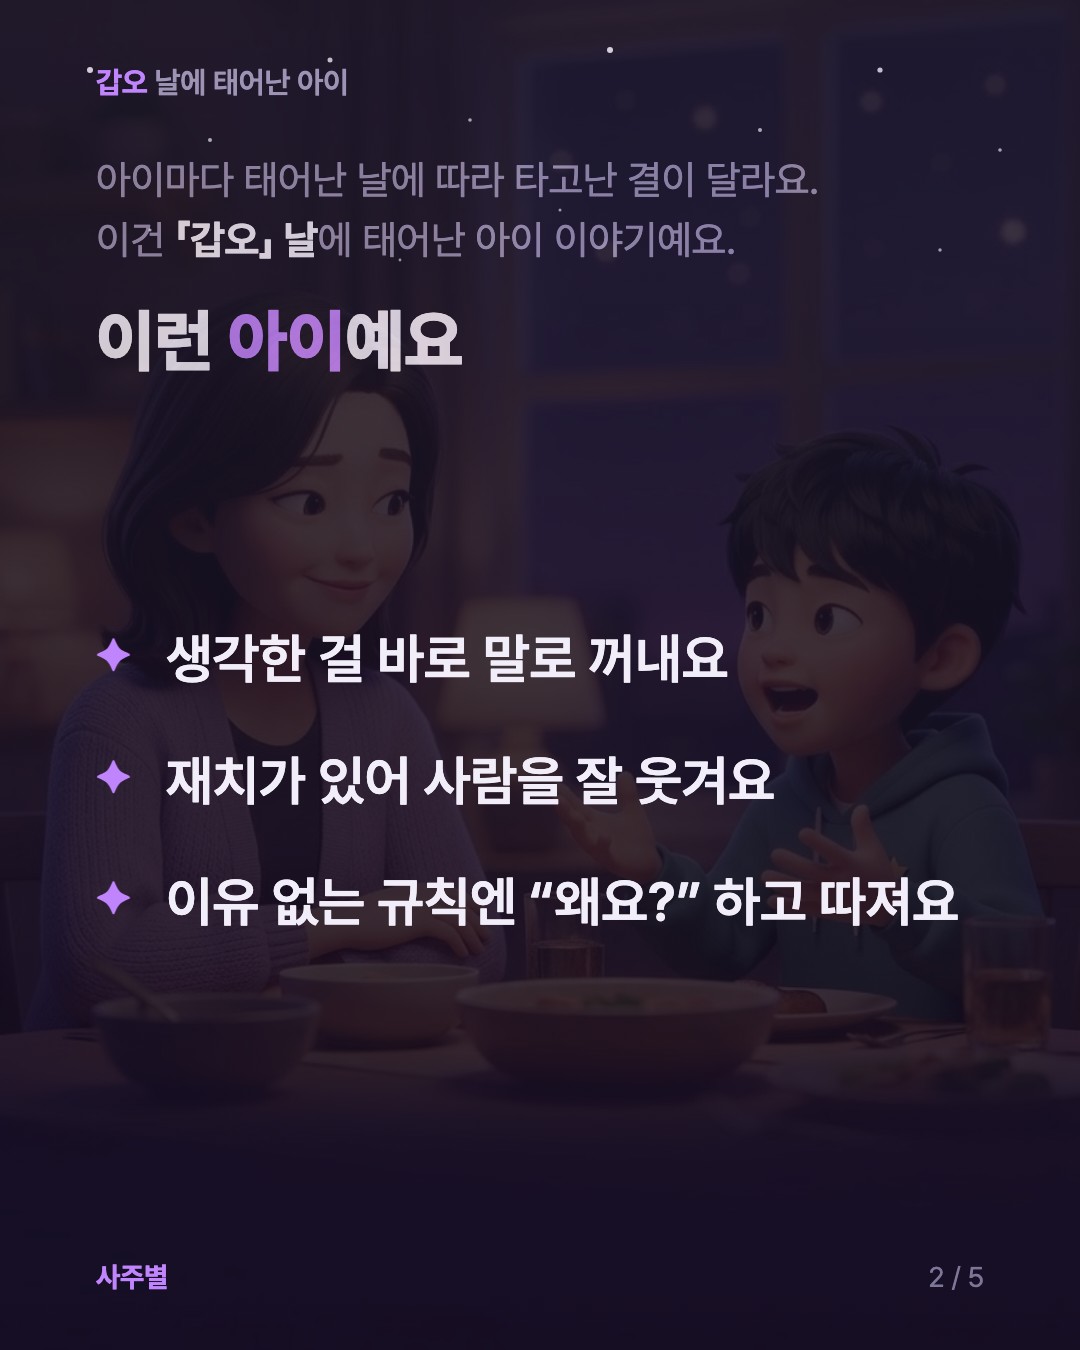 갑오 날에 태어난 아이
아이마다 태어난 날에 따라 타고난 결이 달라요.
이건 「갑오」 날에 태어난 아이 이야기예요.
이런 아이예요
생각한 걸 바로 말로 꺼내요
재치가 있어 사람을 잘 웃겨요
이유 없는 규칙엔 “왜요?” 하고 따져요
사주별
2 / 5